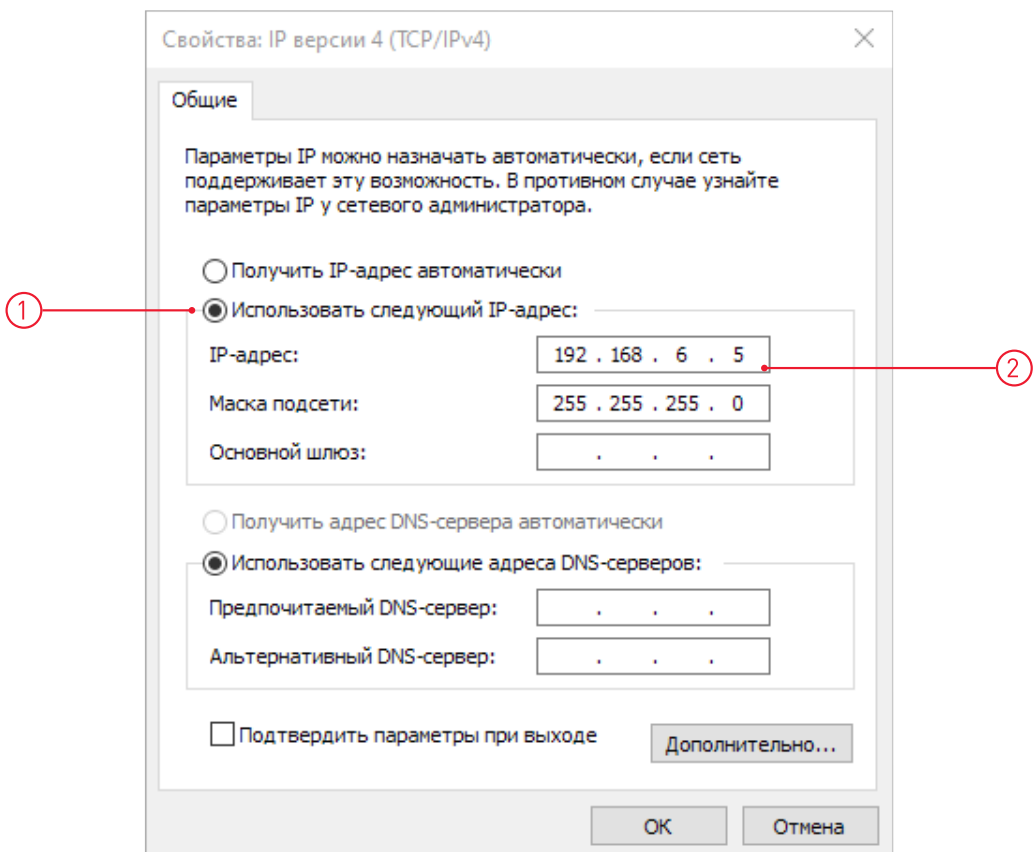 Свойства: IP версии 4 (TCP/IPv4)
Общие
Параметры IP можно назначать автоматически, если сеть
поддерживает эту возможность. В противном случае узнайте
параметры IP у сетевого администратора.
Получить IP-адрес автоматически
1 Использовать следующий IP-адрес:
IP-адрес: 192 . 168 . 6 . 5 2
Маска подсети: 255 . 255 . 255 . 0
Основной шлюз: . . .
Получить адрес DNS-сервера автоматически
Использовать следующие адреса DNS-серверов:
Предпочитаемый DNS-сервер: . . .
Альтернативный DNS-сервер: . . .
Подтвердить параметры при выходе Дополнительно...
ОК Отмена